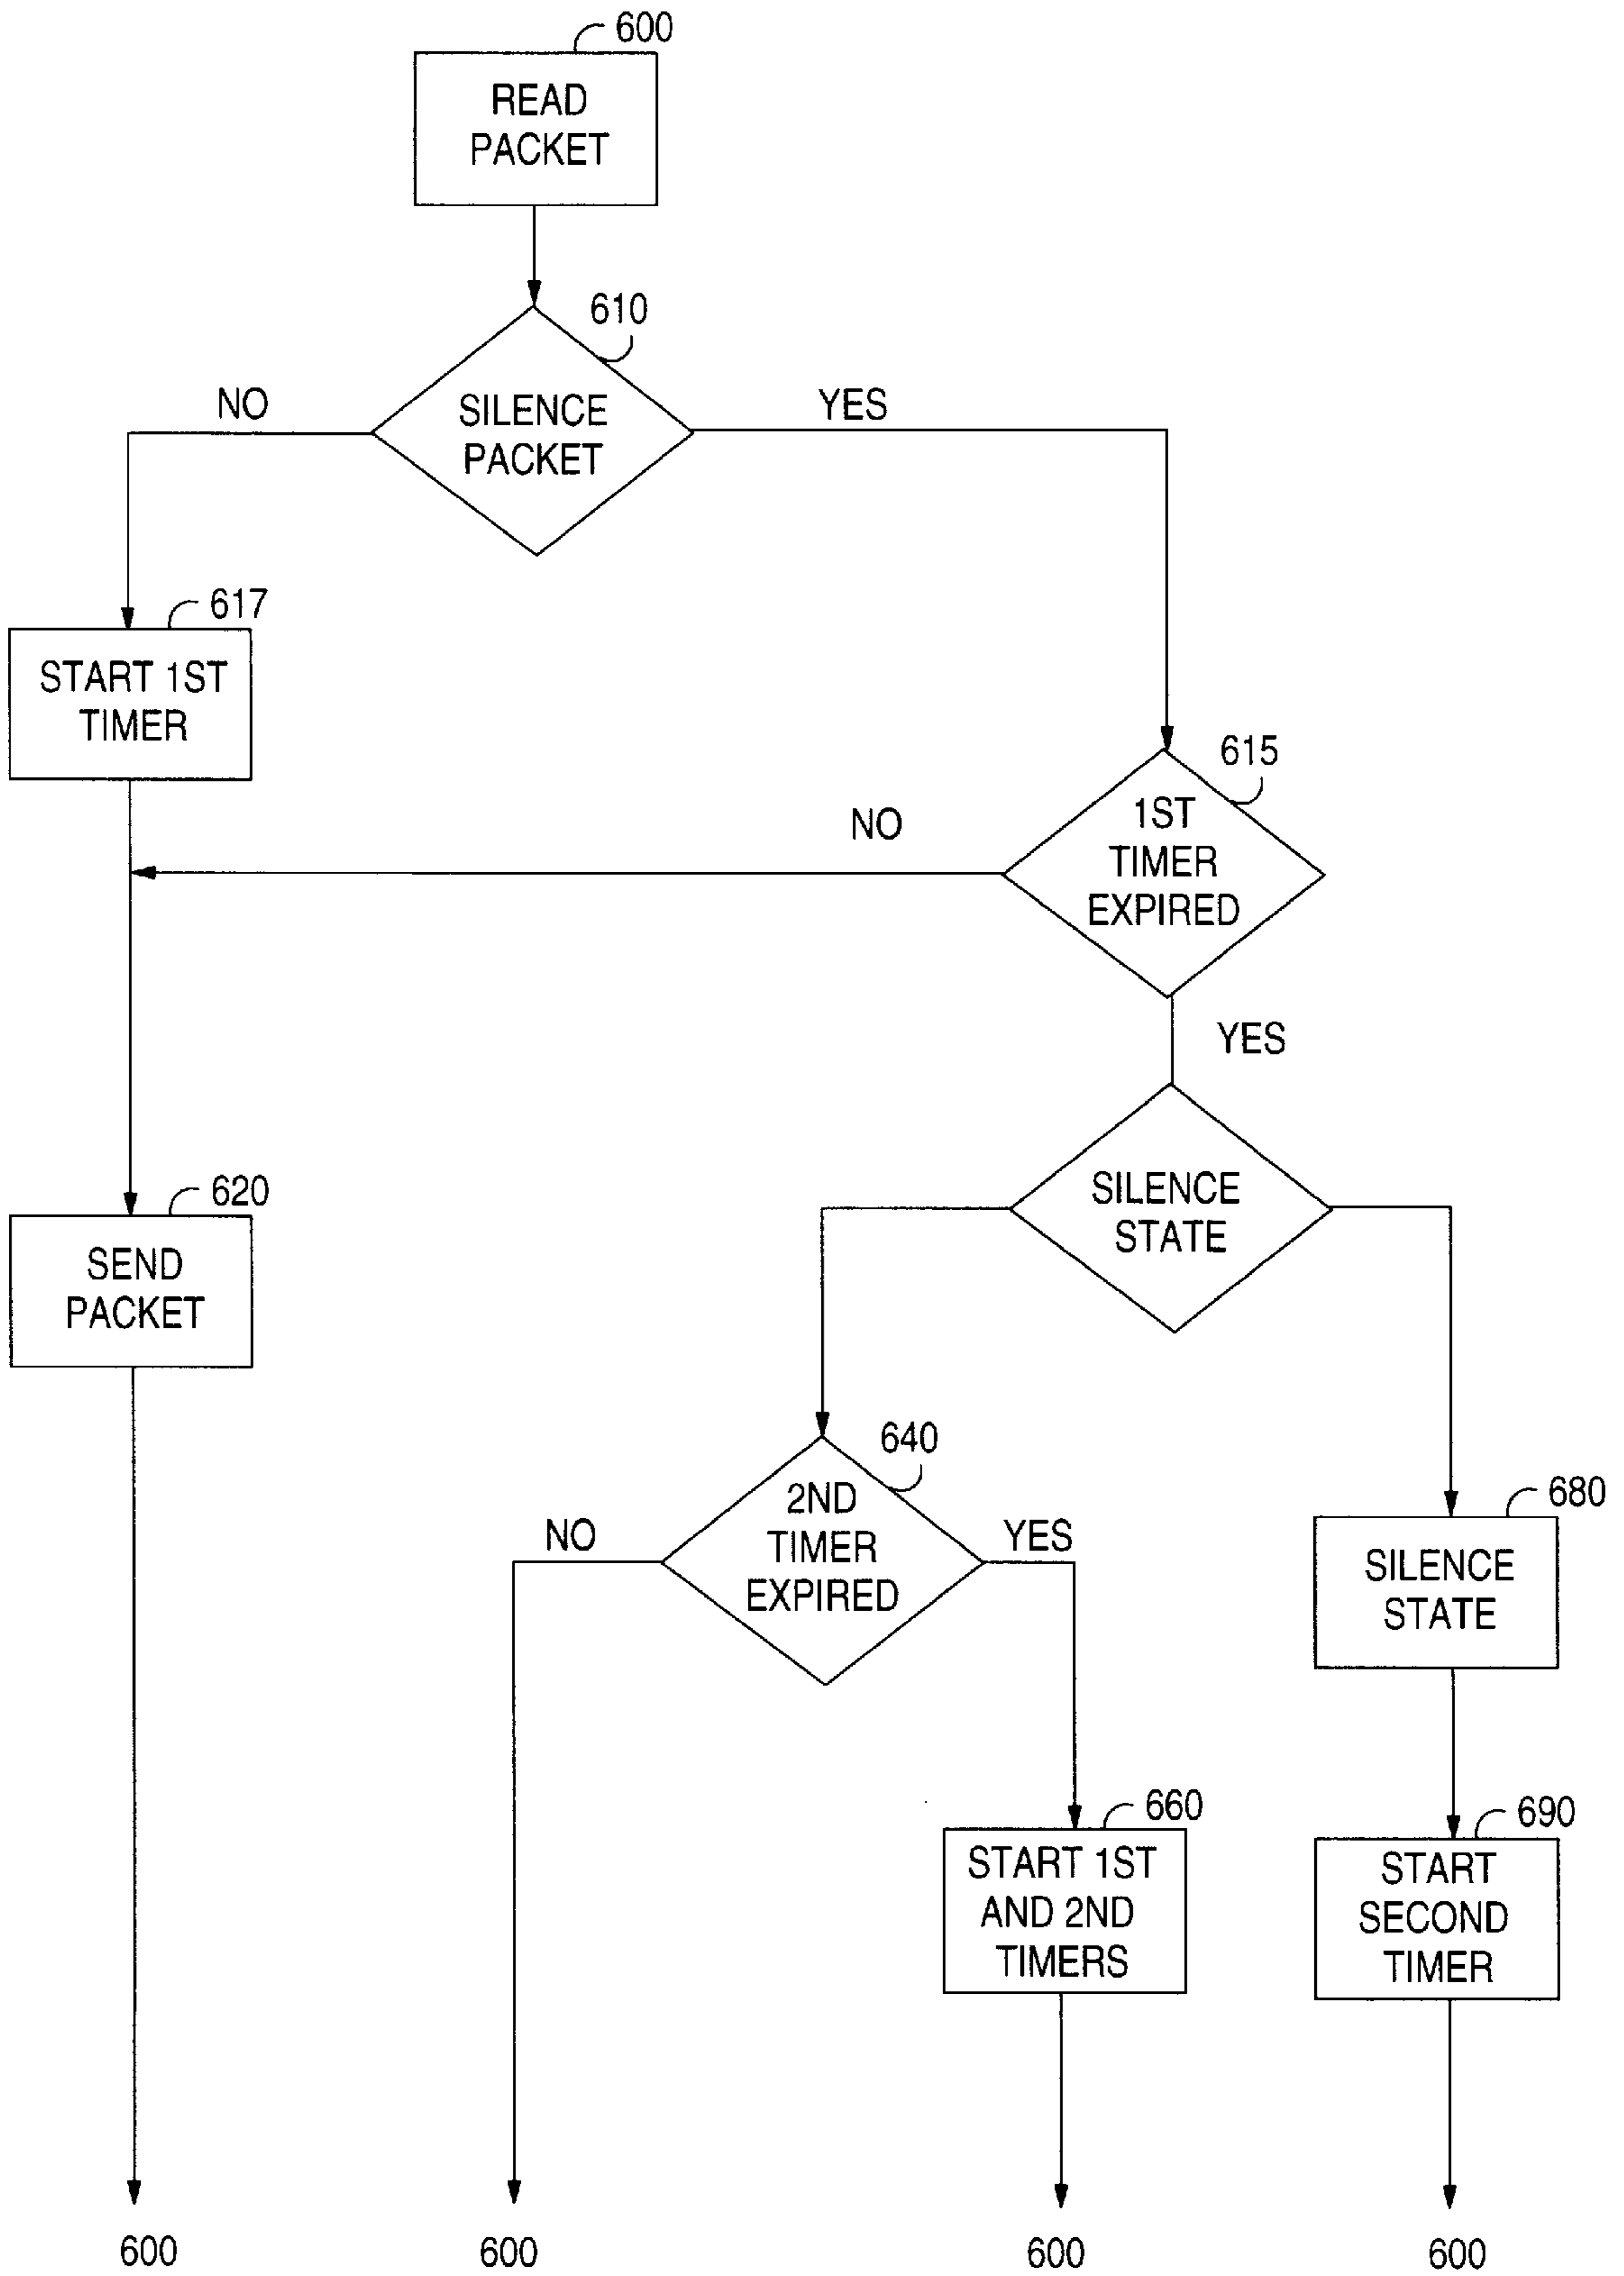 600
READ
PACKET
610
SILENCE
PACKET
NO
YES
617
START 1ST
TIMER
615
1ST
TIMER
EXPIRED
NO
YES
620
SEND
PACKET
SILENCE
STATE
640
2ND
TIMER
EXPIRED
NO
YES
680
SILENCE
STATE
660
START 1ST
AND 2ND
TIMERS
690
START
SECOND
TIMER
600
600
600
600